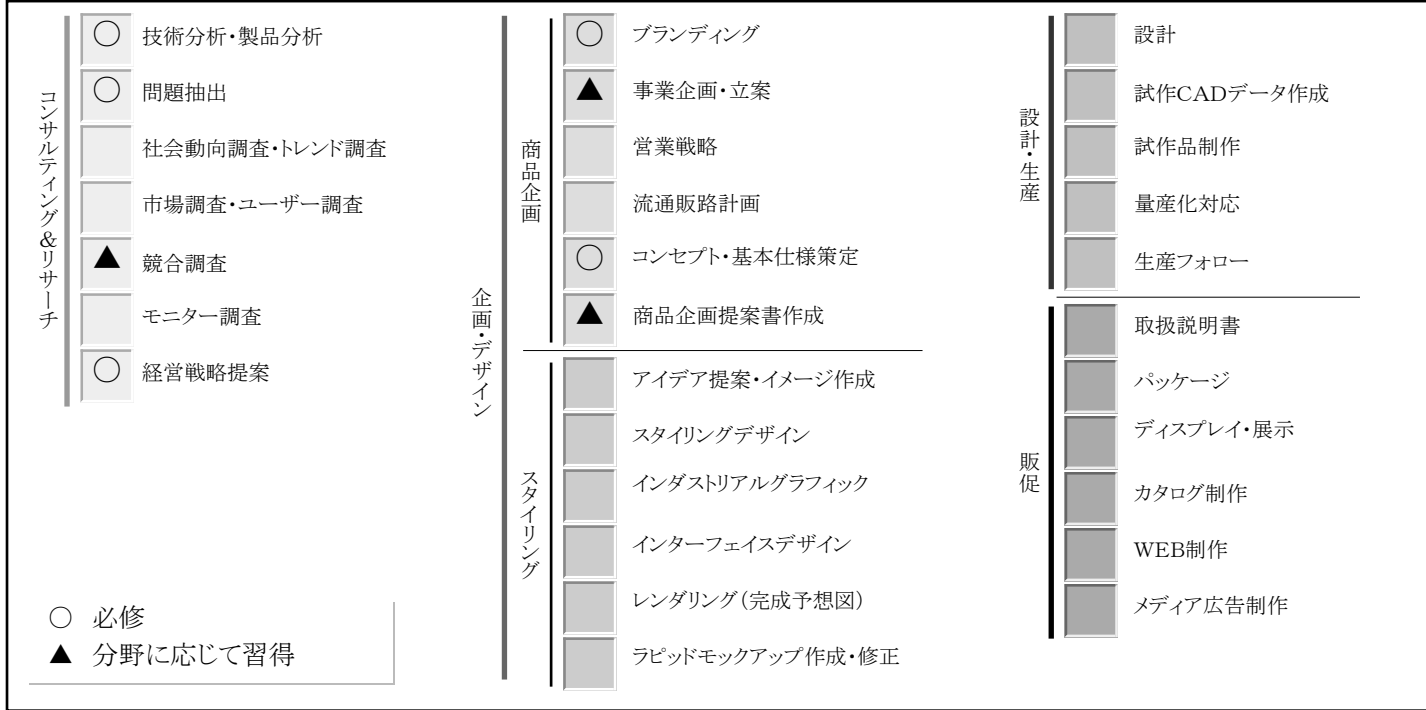 コンサルティング&リサーチ
○ 技術分析・製品分析
○ 問題抽出
社会動向調査・トレンド調査
市場調査・ユーザー調査
▲ 競合調査
モニター調査
○ 経営戦略提案
企画・デザイン
商品企画
○ ブランディング
▲ 事業企画・立案
営業戦略
流通販路計画
○ コンセプト・基本仕様策定
▲ 商品企画提案書作成
スタイリング
アイデア提案・イメージ作成
スタイリングデザイン
インダストリアルグラフィック
インターフェイスデザイン
レンダリング(完成予想図)
ラピッドモックアップ作成・修正
設計・生産
設計
試作CADデータ作成
試作品制作
量産化対応
生産フォロー
販促
取扱説明書
パッケージ
ディスプレイ・展示
カタログ制作
WEB制作
メディア広告制作
○ 必修
▲ 分野に応じて習得